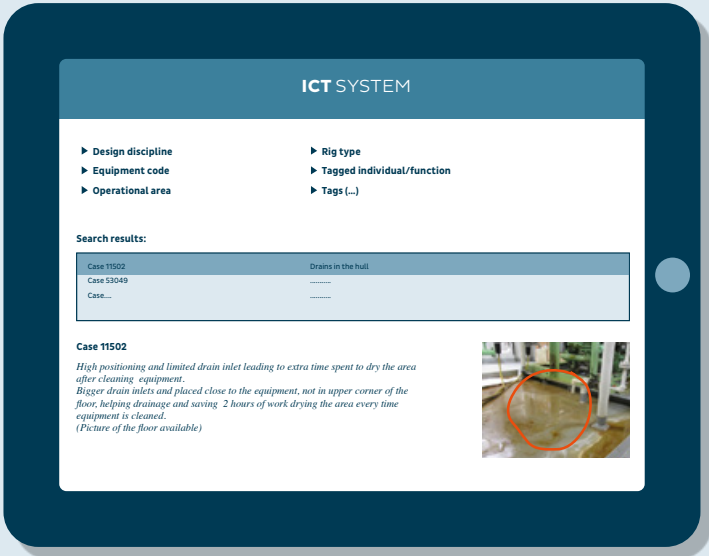 ICT SYSTEM
Design discipline
Rig type
Equipment code
Tagged individual/function
Operational area
Tags (...)
Search results:
Case 11502 Drains in the hull
Case 53049 ...........
Case.... ...........
Case 11502
High positioning and limited drain inlet leading to extra time spent to dry the area
after cleaning equipment.
Bigger drain inlets and placed close to the equipment, not in upper corner of the
floor, helping drainage and saving 2 hours of work drying the area every time
equipment is cleaned.
(Picture of the floor available)